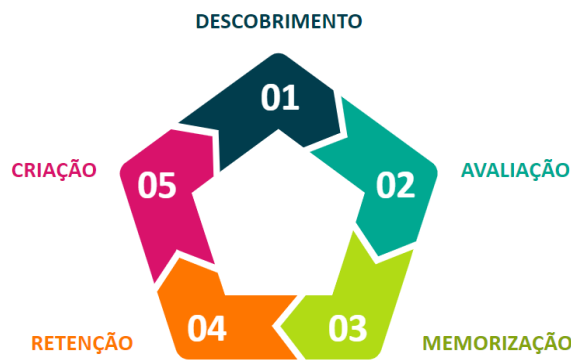 DESCOBRIMENTO
01
CRIAÇÃO
05
02
AVALIAÇÃO
RETENÇÃO
04
03
MEMORIZAÇÃO